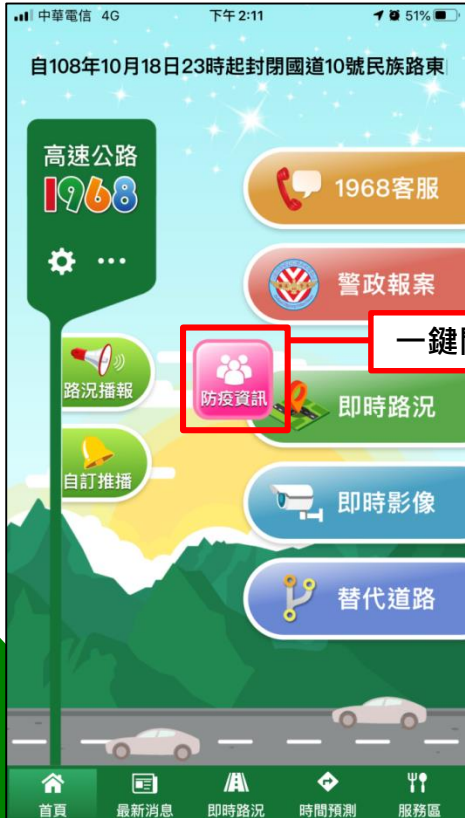 中華電信 4G 下午2:11 51%
自108年10月18日23時起封閉國道10號民族路東
高速公路
1968
1968客服
警政報案
一鍵
防疫資訊
路況播報
即時路況
自訂推播
即時影像
替代道路
首頁 最新消息 即時路況 時間預測 服務區